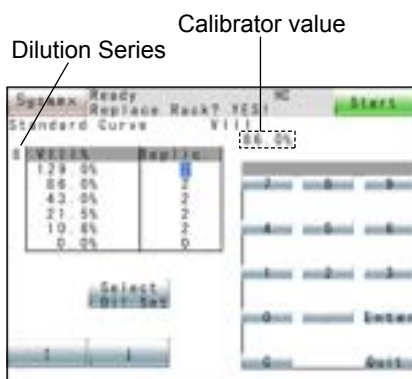 Calibrator value
Dilution Series
Sysmex Ready HC
Replace Rack? YES! Start
Standard Curve VIII
86.0%
VIII% Replic
129.0%
86.0% 2
43.0% 2
21.5% 2
10.8% 2
0.0% 0
7 8 9
4 5 6
1 2 3
Select
Dil Set
0 Enter
↑ ↓ C Quit